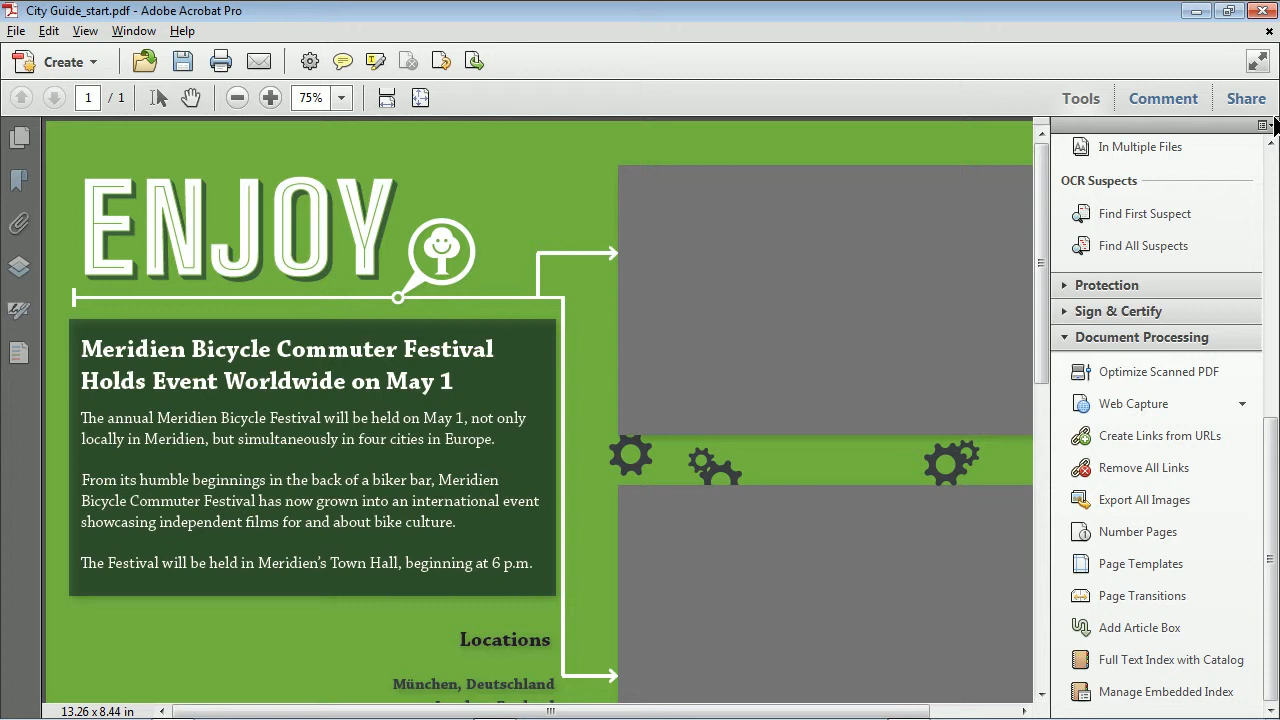 City Guide_start.pdf - Adobe Acrobat Pro
File Edit View Window Help
Create
1 / 1 75% Tools Comment Share
In Multiple Files
OCR Suspects
Find First Suspect
Find All Suspects
Protection
Sign & Certify
Document Processing
Optimize Scanned PDF
Web Capture
Create Links from URLs
Remove All Links
Export All Images
Number Pages
Page Templates
Page Transitions
Add Article Box
Full Text Index with Catalog
Manage Embedded Index
ENJOY
Meridien Bicycle Commuter Festival
Holds Event Worldwide on May 1
The annual Meridien Bicycle Festival will be held on May 1, not only
locally in Meridien, but simultaneously in four cities in Europe.
From its humble beginnings in the back of a biker bar, Meridien
Bicycle Commuter Festival has now grown into an international event
showcasing independent films for and about bike culture.
The Festival will be held in Meridien's Town Hall, beginning at 6 p.m.
Locations
München, Deutschland
13.26 x 8.44 in